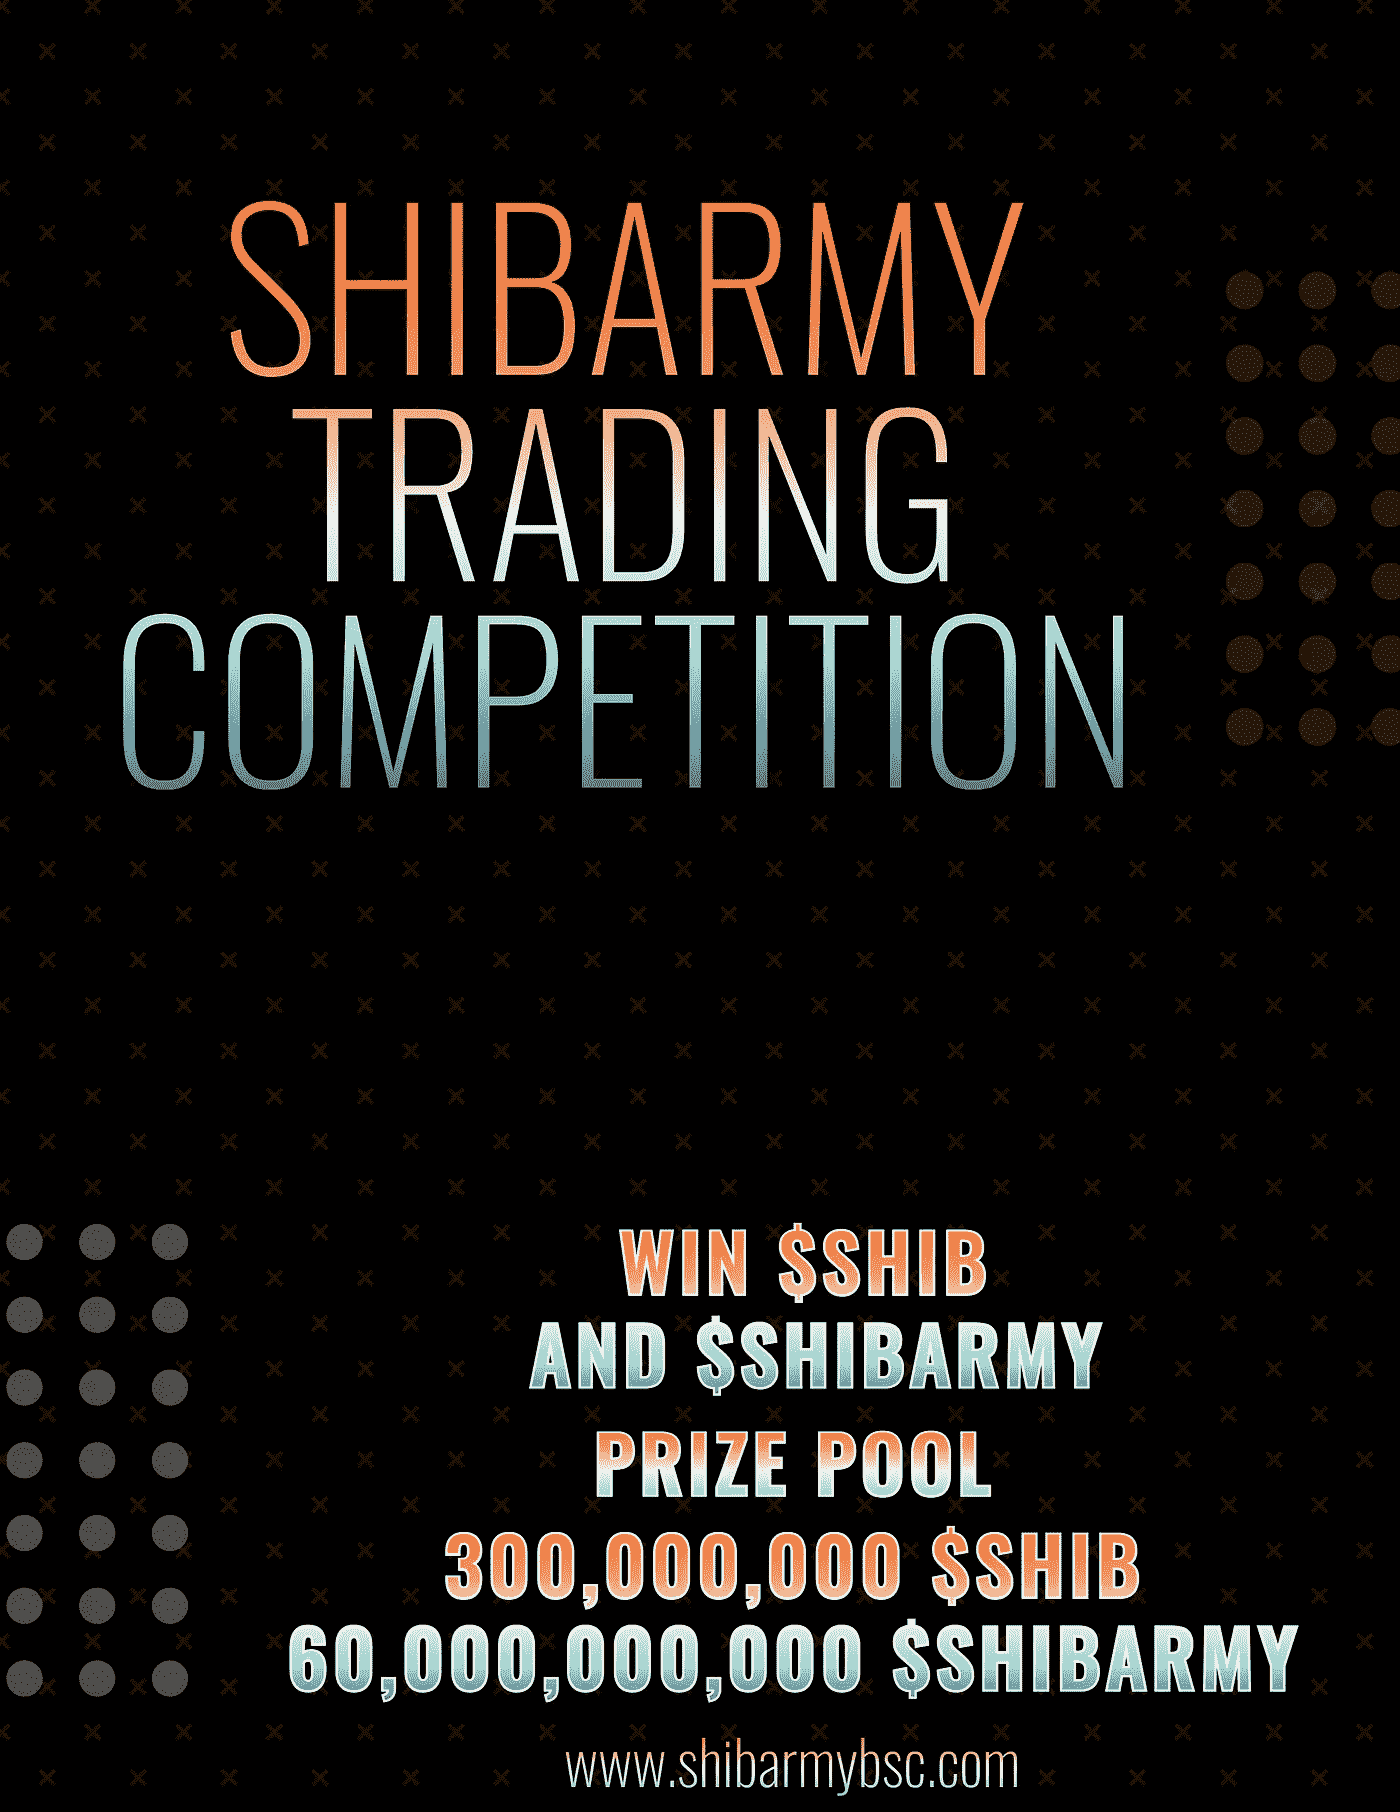 SHIBARMY
TRADING
COMPETITION
WIN $SHIB
AND $SHIBARMY
PRIZE POOL
300,000,000 $SHIB
60,000,000,000 $SHIBARMY
www.shibarmybsc.com